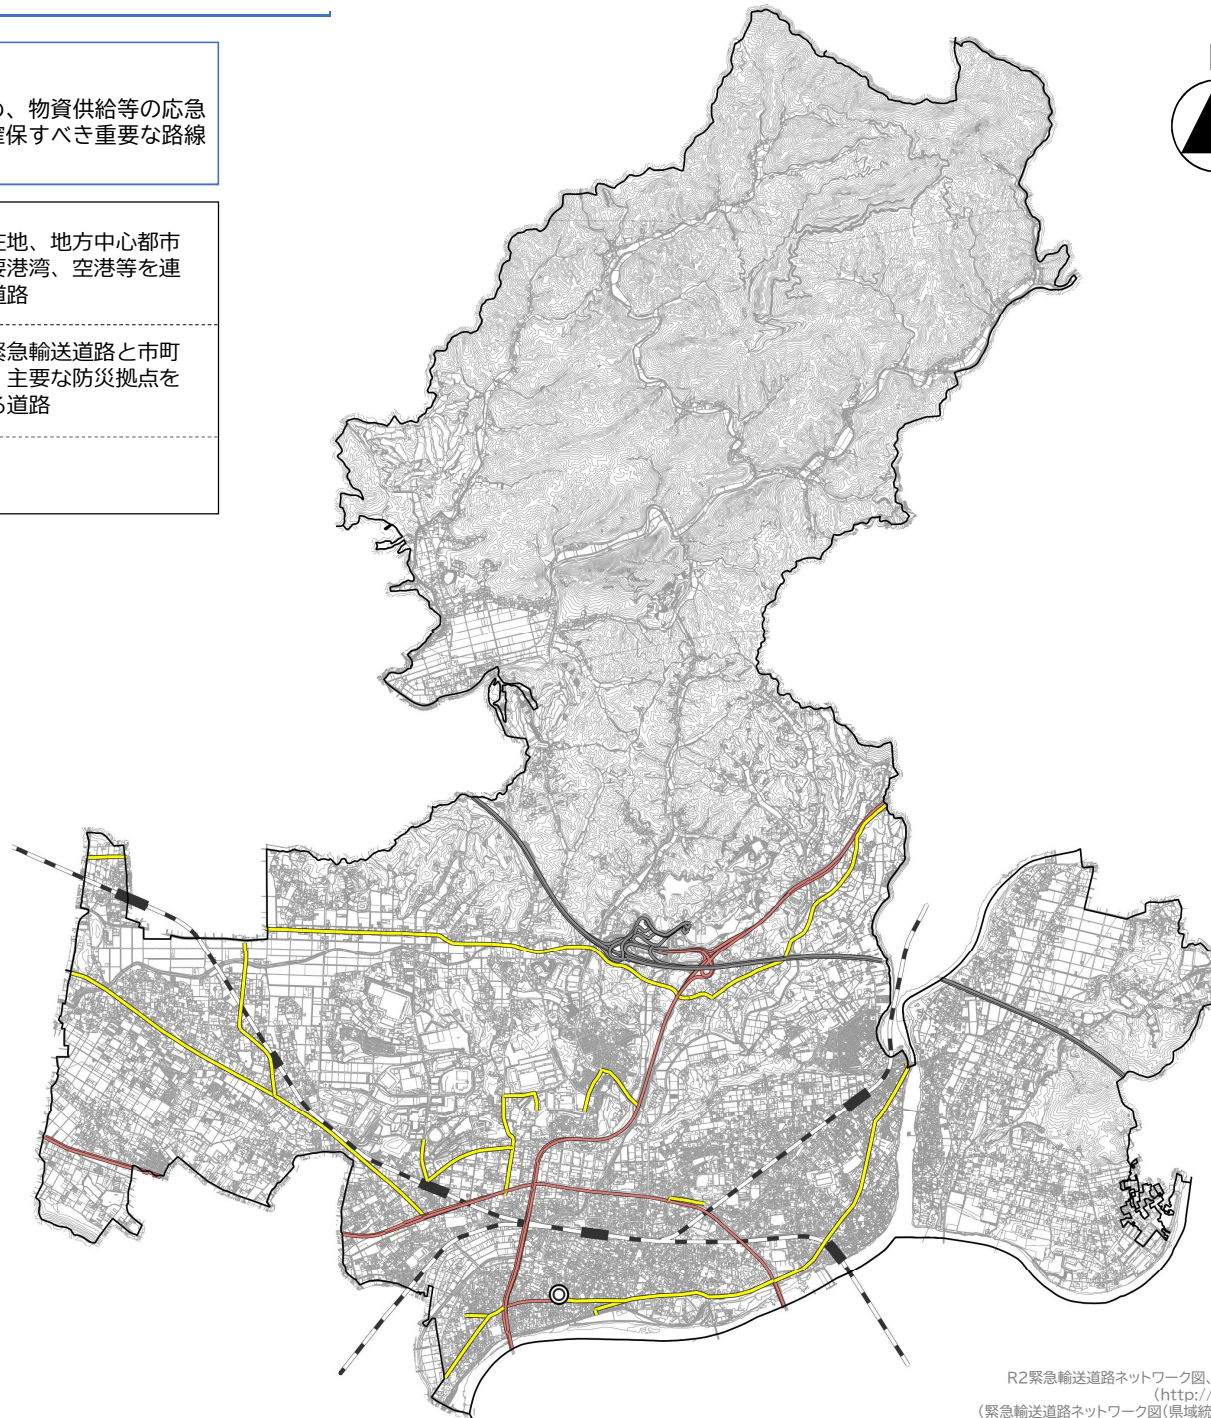 め、物資供給等の応急
確保すべき重要な路線
在地、地方中心都市
要港湾、空港等を連
道路
緊急輸送道路と市町
、主要な防災拠点を
る道路
R2緊急輸送道路ネットワーク図、
(http://
(緊急輸送道路ネットワーク図(県域統